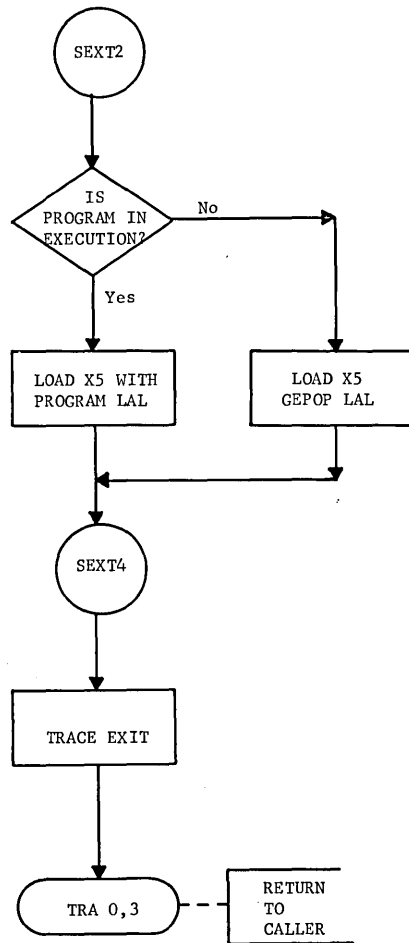 SEXT2
IS
PROGRAM IN
EXECUTION?
No
Yes
LOAD X5 WITH
PROGRAM LAL
LOAD X5
GEPOP LAL
SEXT4
TRACE EXIT
TRA 0,3
RETURN
TO
CALLER